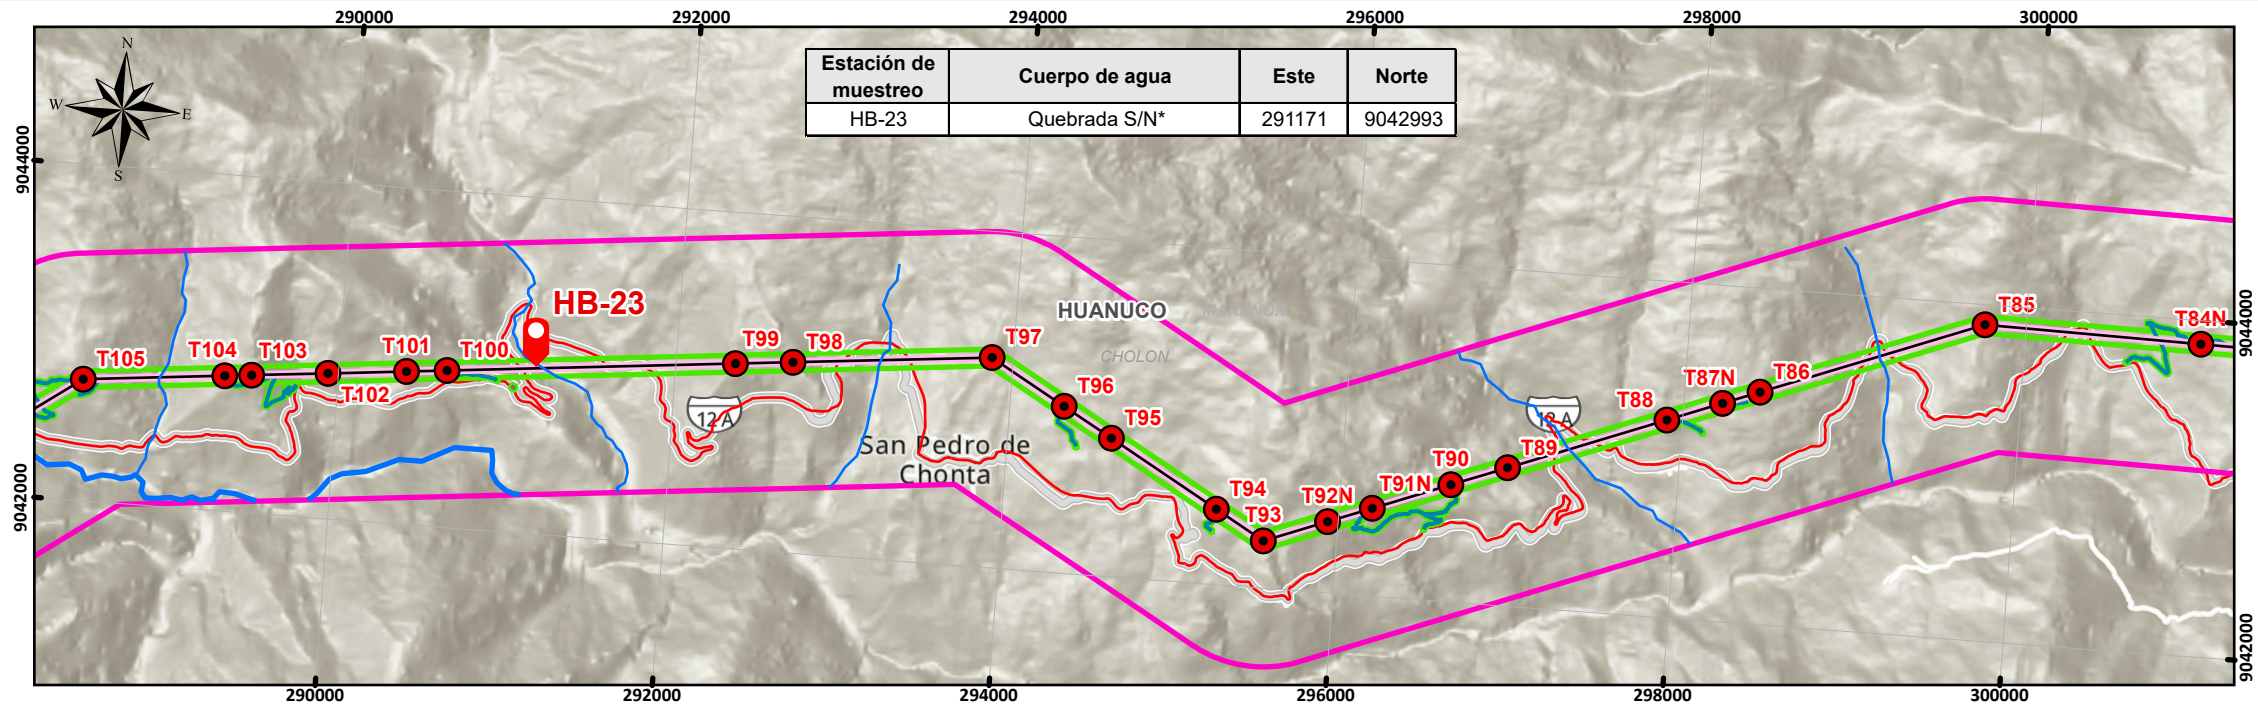 290000 292000 294000 296000 298000 300000
N
W E
S
Estación de muestreo Cuerpo de agua Este Norte
HB-23 Quebrada S/N* 291171 9042993
9044000
9042000
HB-23
HUANUCO
CHOLON
T105 T104 T103 T102 T101 T100 T99 T98 T97
T96
T95
T94
T93
T92N T91N T90 T89 T88 T87N T86 T85 T84N
12 A
12 A
San Pedro de
Chonta
9044000
9042000
290000 292000 294000 296000 298000 300000